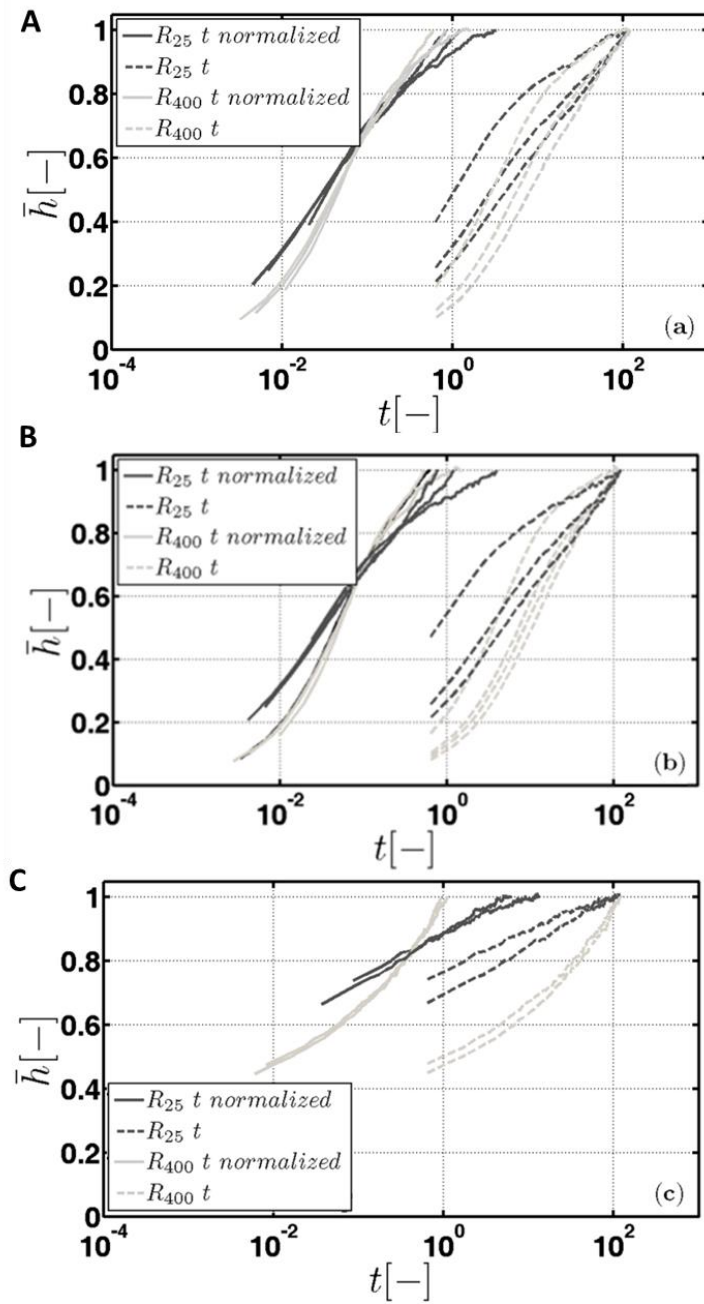 A
R25 t normalized
R25 t
R400 t normalized
R400 t
1
0.8
0.6
0.4
0.2
0
h̄[−]
(a)
10⁻⁴
10⁻²
10⁰
10²
t[−]
B
R25 t normalized
R25 t
R400 t normalized
R400 t
1
0.8
0.6
0.4
0.2
0
h̄[−]
(b)
10⁻⁴
10⁻²
10⁰
10²
t[−]
C
1
0.8
0.6
0.4
0.2
0
h̄[−]
R25 t normalized
R25 t
R400 t normalized
R400 t
(c)
10⁻⁴
10⁻²
10⁰
10²
t[−]